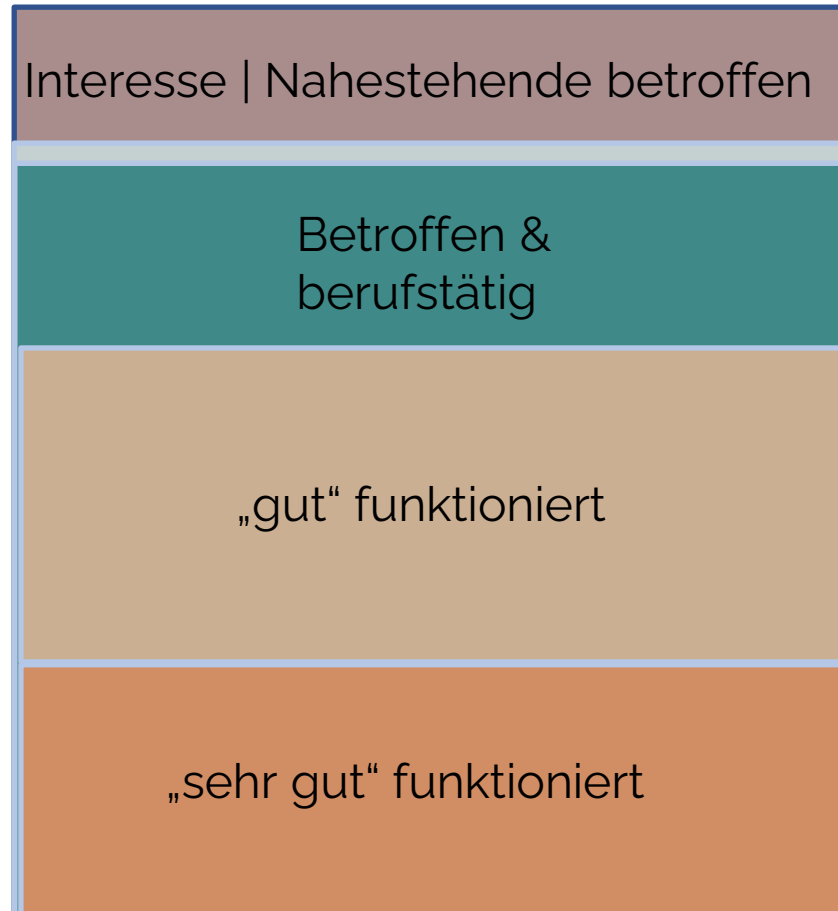 Interesse | Nahestehende betroffen
Betroffen &
berufstätig
„gut“ funktioniert
„sehr gut“ funktioniert